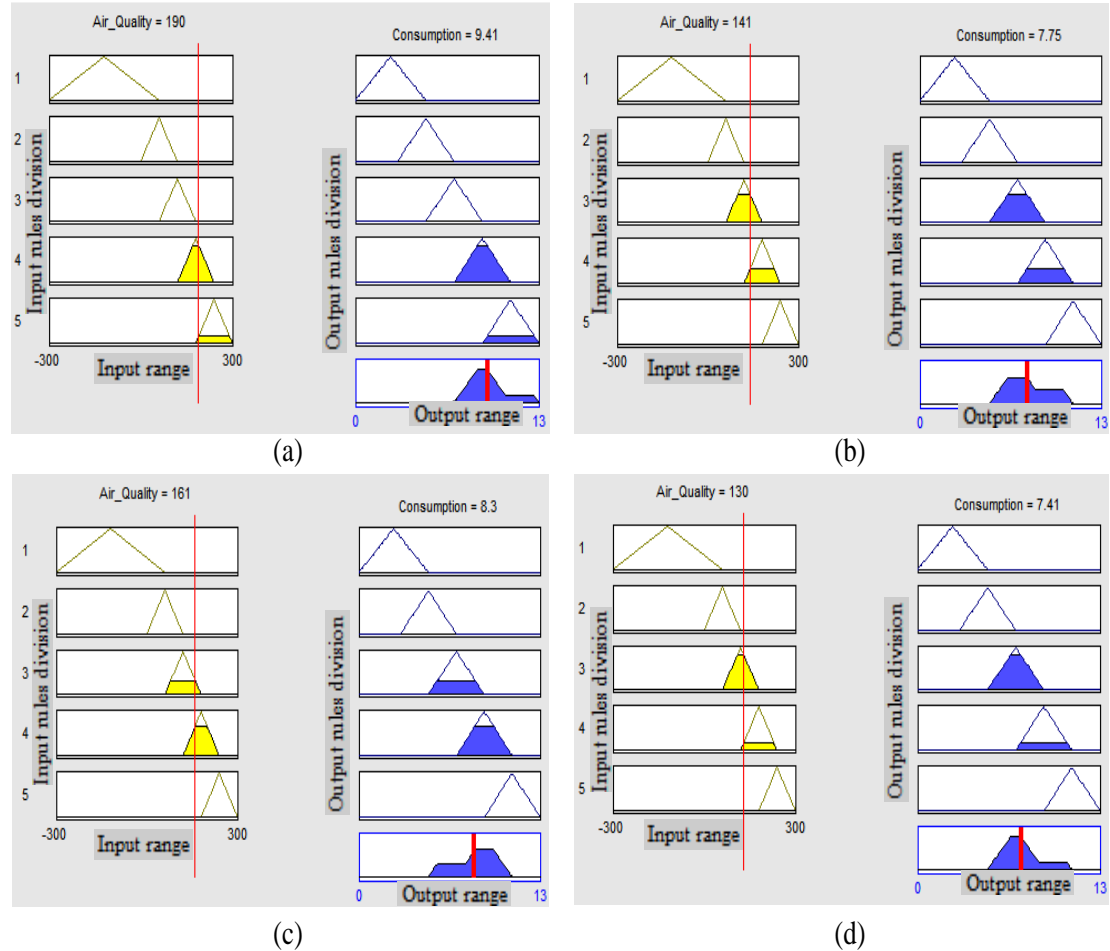 Air_Quality = 190
Consumption = 9.41
1
2
3
4
5
Input rules division
Output rules division
-300
300
Input range
Output range
0
13
(a)
Air_Quality = 141
Consumption = 7.75
1
2
3
4
5
Input rules division
Output rules division
-300
300
Input range
Output range
0
13
(b)
Air_Quality = 161
Consumption = 8.3
1
2
3
4
5
Input rules division
Output rules division
-300
300
Input range
Output range
0
13
(c)
Air_Quality = 130
Consumption = 7.41
1
2
3
4
5
Input rules division
Output rules division
-300
300
Input range
Output range
0
13
(d)